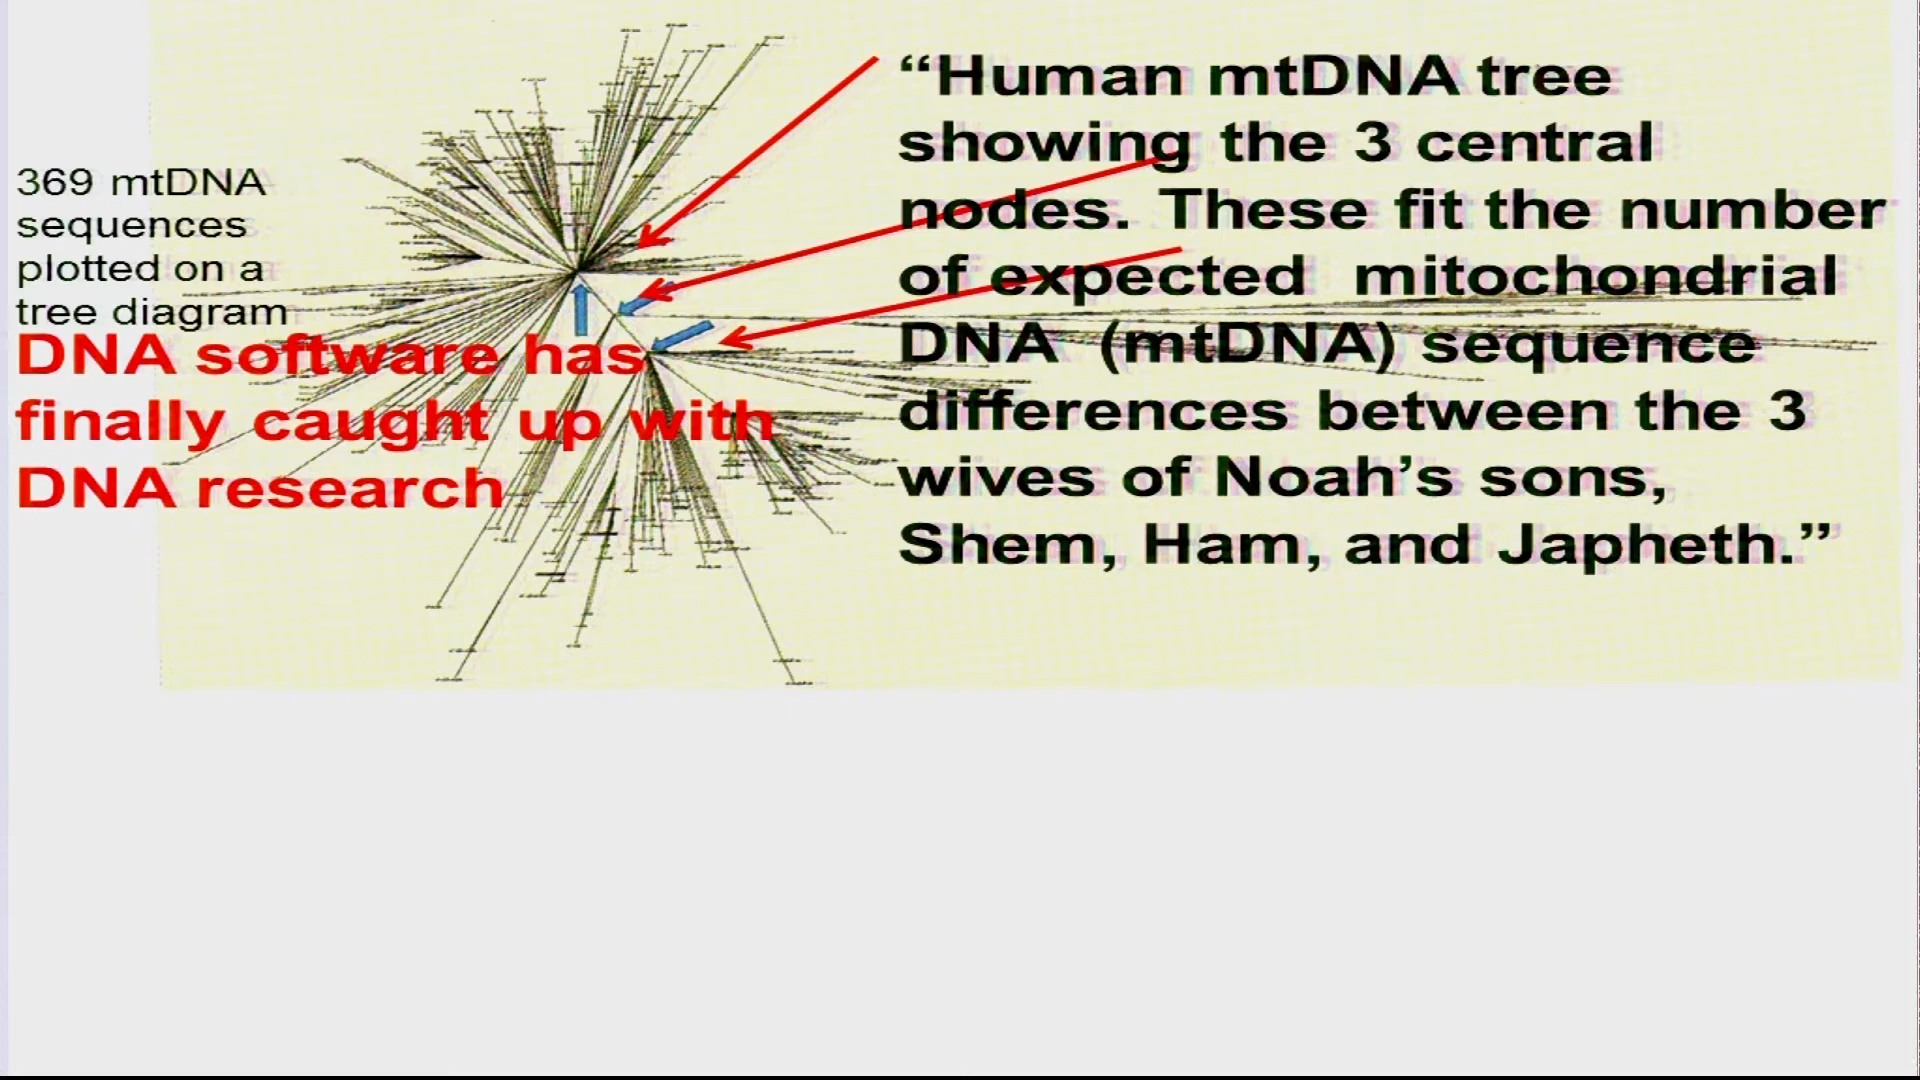 369 mtDNA
sequences
plotted on a
tree diagram
DNA software has
finally caught up with
DNA research
“Human mtDNA tree
showing the 3 central
nodes. These fit the number
of expected mitochondrial
DNA (mtDNA) sequence
differences between the 3
wives of Noah’s sons,
Shem, Ham, and Japheth.”